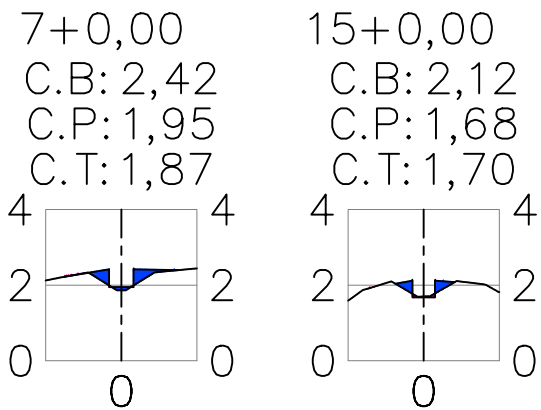 7+0,00
C.B: 2,42
C.P: 1,95
C.T: 1,87
4 4
2 2
0 0
0
15+0,00
C.B: 2,12
C.P: 1,68
C.T: 1,70
4 4
2 2
0 0
0